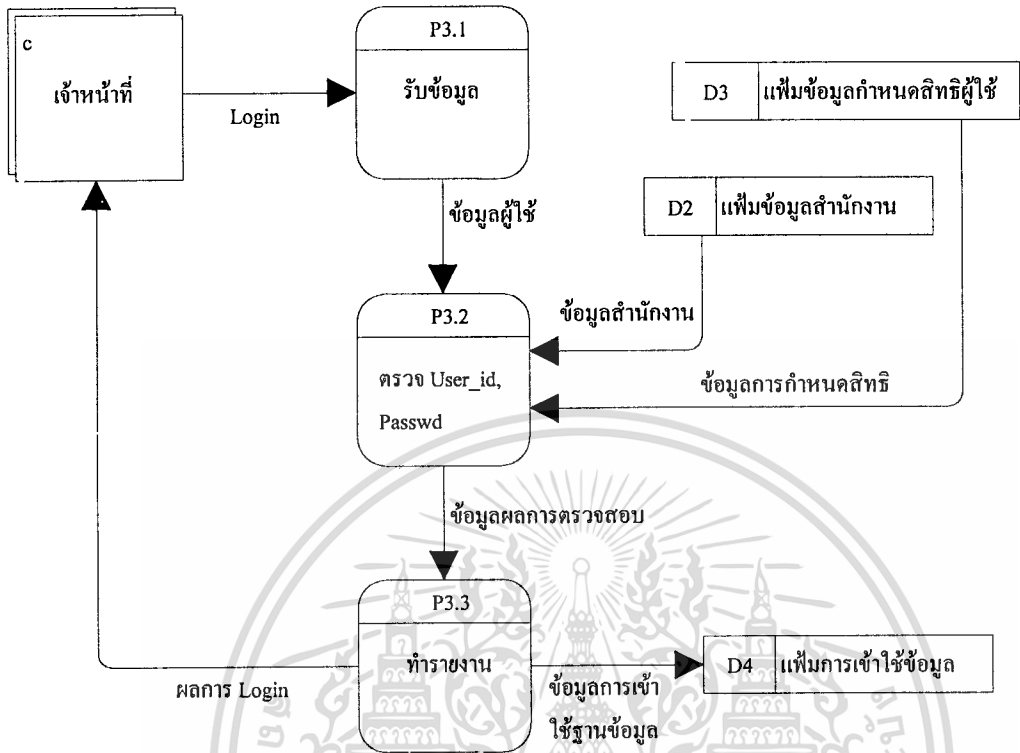 c
เจ้าหน้าที่
Login
P3.1
รับข้อมูล
D3 แฟ้มข้อมูลกำหนดสิทธิผู้ใช้
ข้อมูลผู้ใช้
D2 แฟ้มข้อมูลสำนักงาน
P3.2
ตรวจ User_id,
Passwd
ข้อมูลสำนักงาน
ข้อมูลการกำหนดสิทธิ
ข้อมูลผลการตรวจสอบ
P3.3
ทำรายงาน
ผลการ Login
ข้อมูลการเข้า
ใช้ฐานข้อมูล
D4 แฟ้มการเข้าใช้ข้อมูล